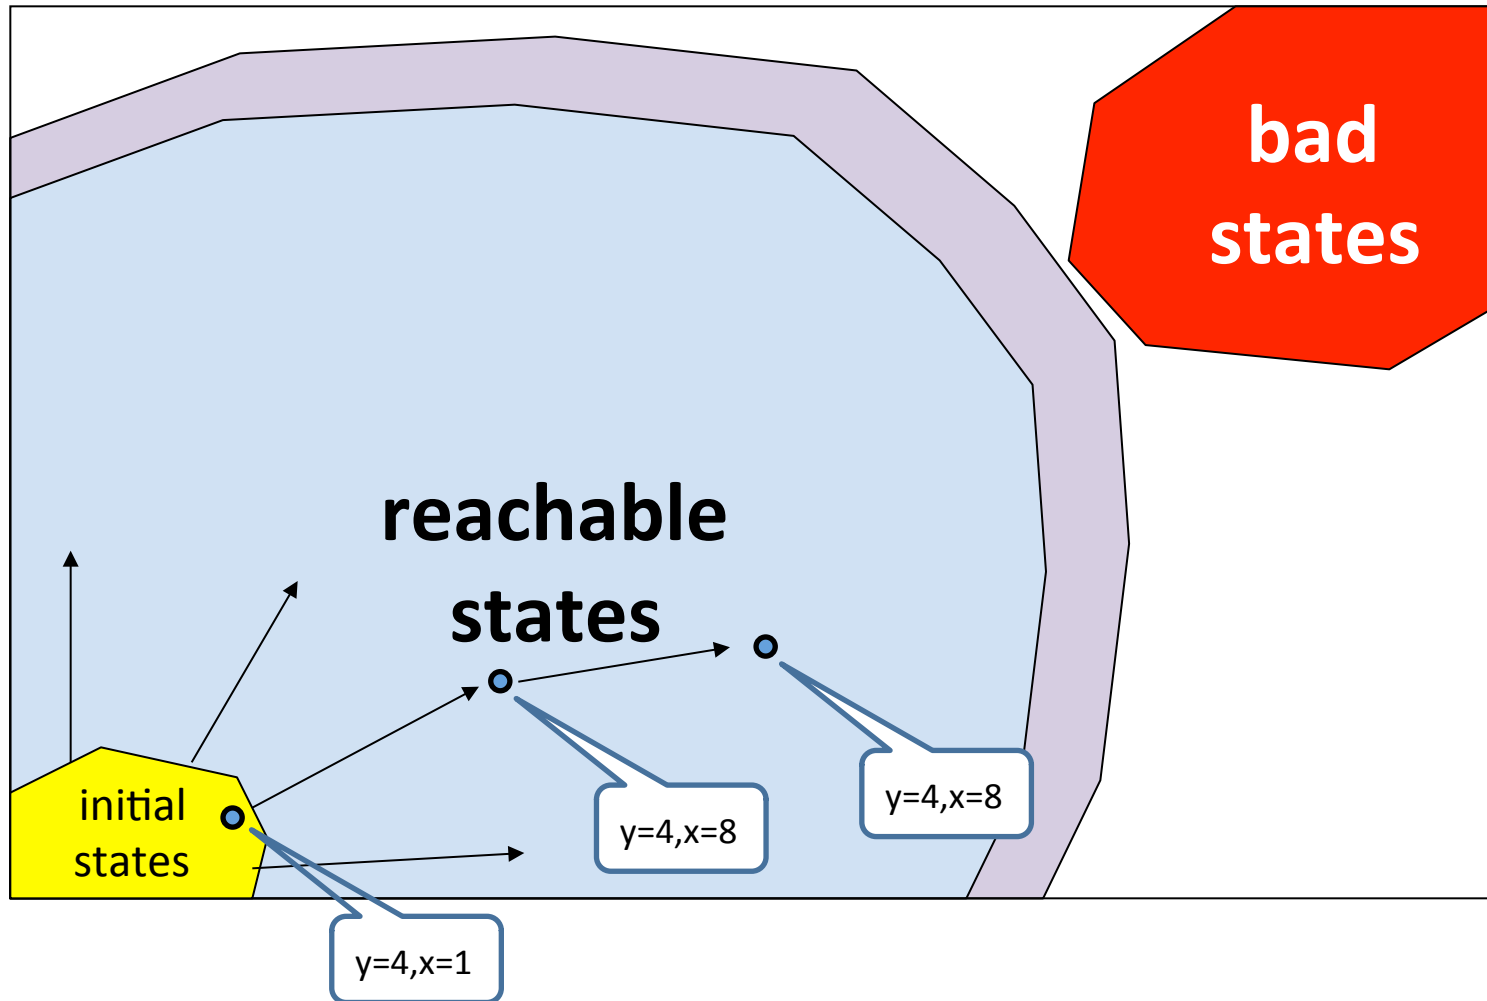 bad
states
reachable
states
initial
states
y=4,x=8
y=4,x=8
y=4,x=1